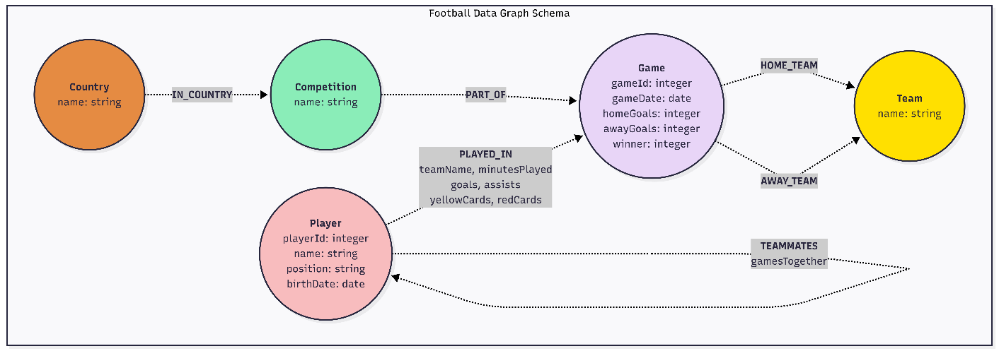 Football Data Graph Schema
Country
name: string
IN_COUNTRY
Competition
name: string
PART_OF
Game
gameId: integer
gameDate: date
homeGoals: integer
awayGoals: integer
winner: integer
HOME_TEAM
AWAY_TEAM
Team
name: string
PLAYED_IN
teamName, minutesPlayed
goals, assists
yellowCards, redCards
Player
playerId: integer
name: string
position: string
birthDate: date
TEAMMATES
gamesTogether